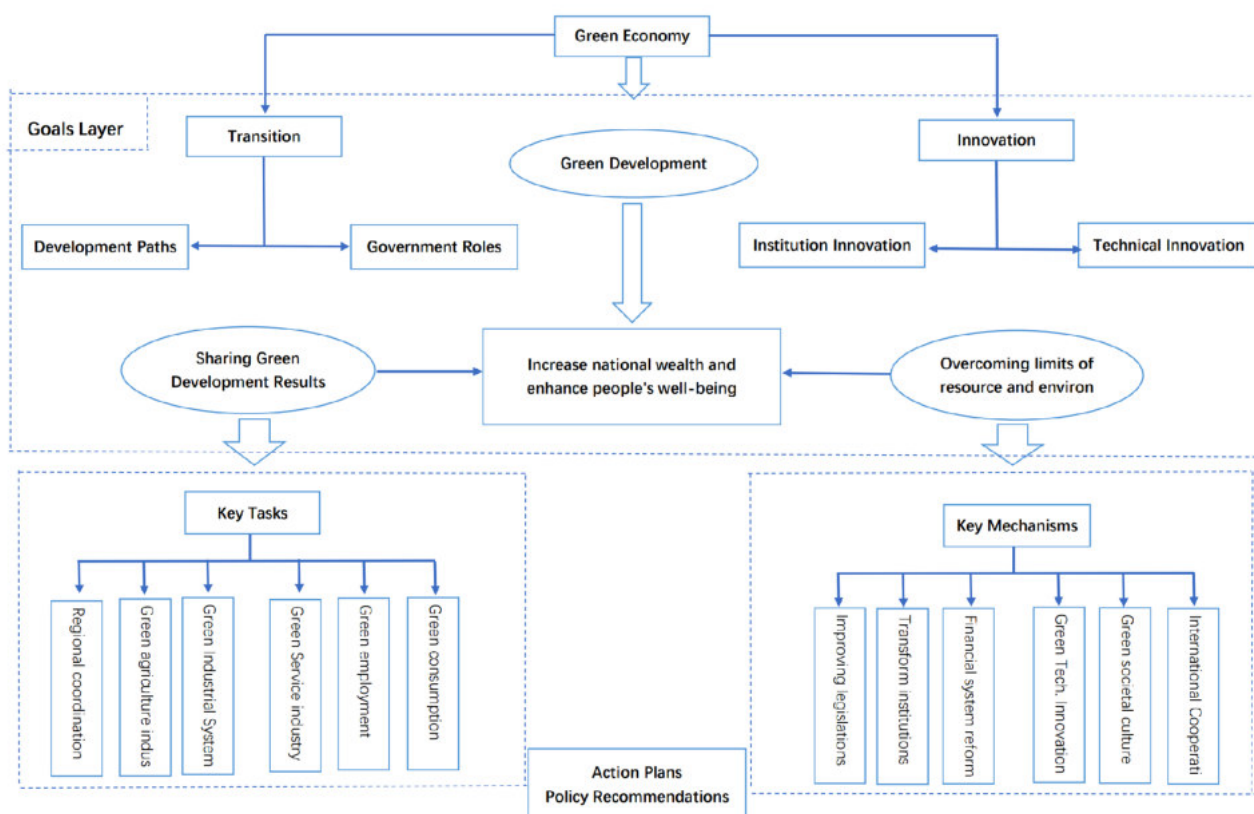 Green Economy
Goals Layer
Transition
Green Development
Innovation
Development Paths
Government Roles
Institution Innovation
Technical Innovation
Sharing Green
Development Results
Increase national wealth and
enhance people's well-being
Overcoming limits of
resource and environ
Key Tasks
Key Mechanisms
Regional coordination
Green agriculture indus
Green Industrial System
Green Service industry
Green employment
Green consumption
Improving legislations
Transform institutions
Financial system reform
Green Tech. Innovation
Green societal culture
International Cooperati
Action Plans
Policy Recommendations